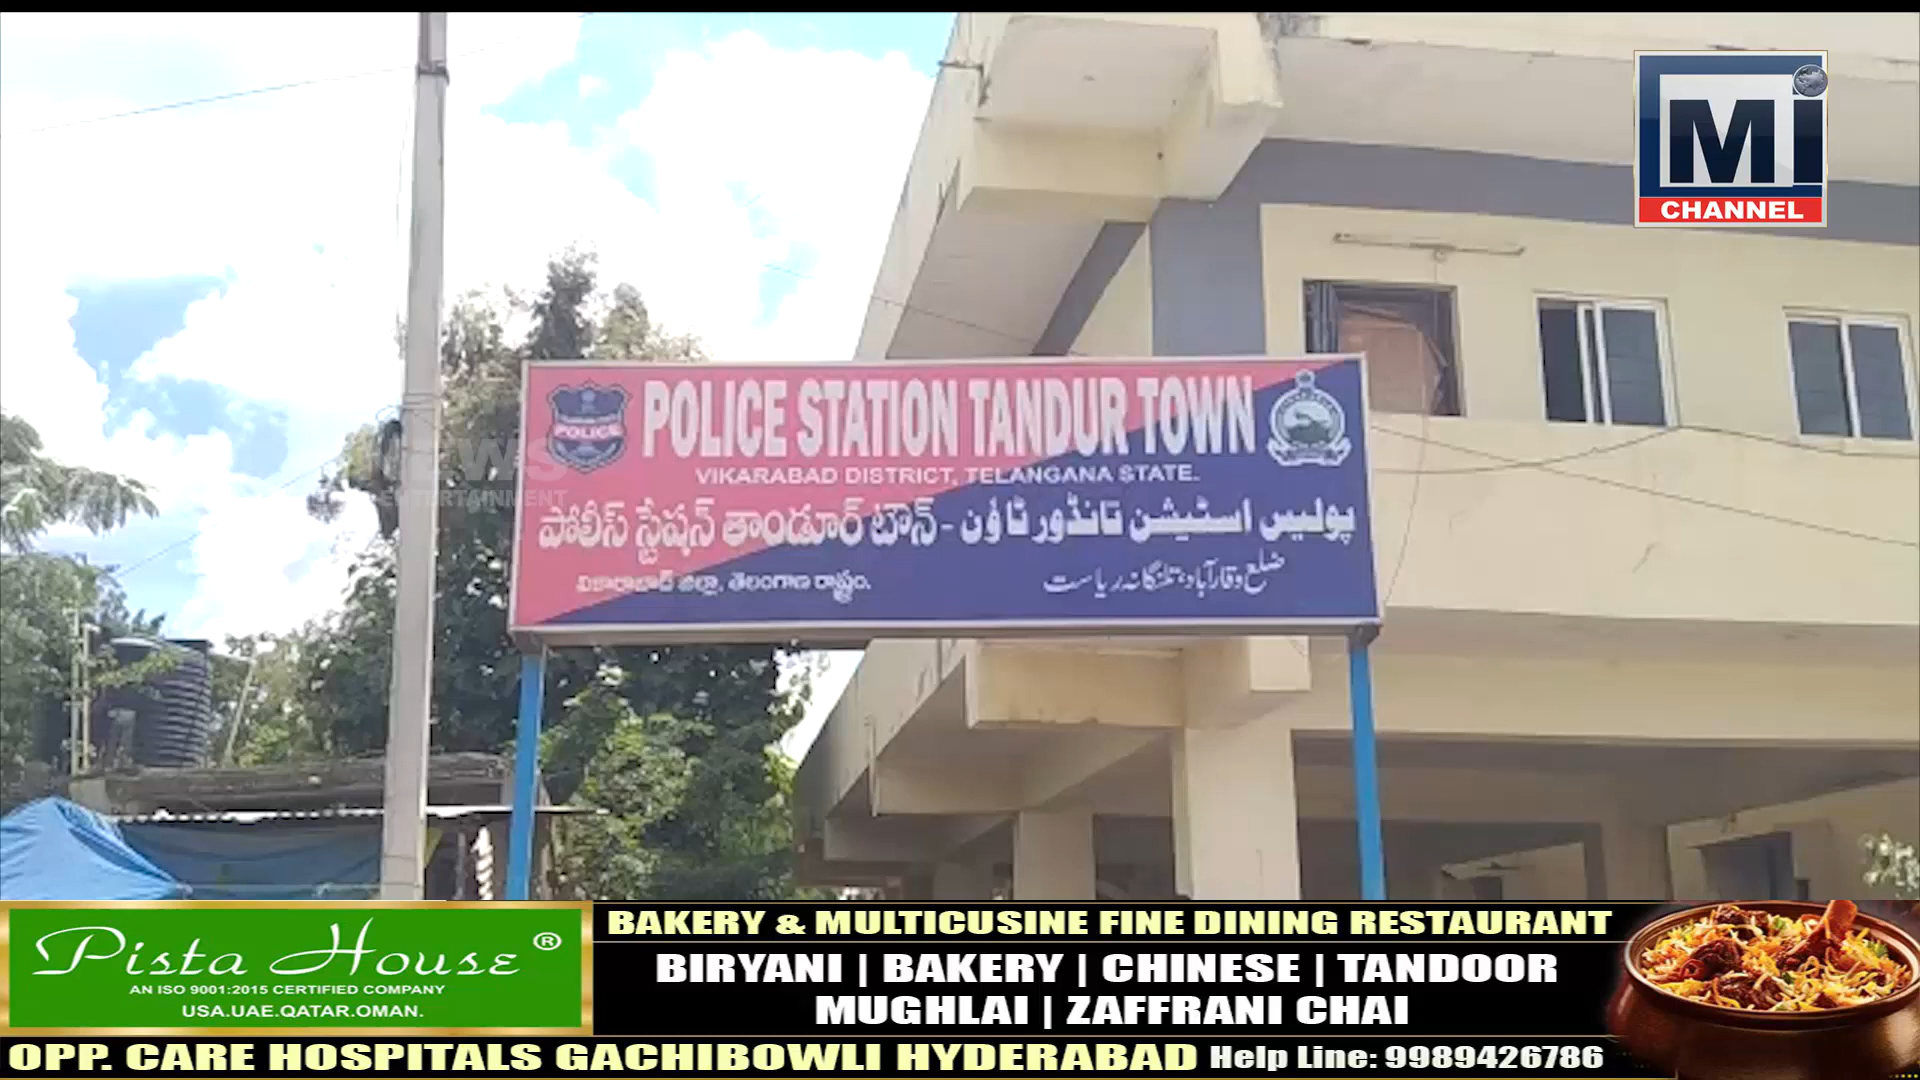 Mi
CHANNEL
POLICE
POLICE STATION TANDUR TOWN
VIKARABAD DISTRICT, TELANGANA STATE.
పోలీస్ స్టేషన్ తాండూర్ టౌన్ - پولیس اسٹیشن تانڈور ٹاؤن
వికారాబాద్ జిల్లా, తెలంగాణ రాష్ట్రం.
ضلع وقارآباد، تلنگانہ ریاست
NEWS
ENTERTAINMENT
Pista House ®
AN ISO 9001:2015 CERTIFIED COMPANY
USA.UAE.QATAR.OMAN.
BAKERY & MULTICUSINE FINE DINING RESTAURANT
BIRYANI | BAKERY | CHINESE | TANDOOR
MUGHLAI | ZAFFRANI CHAI
OPP. CARE HOSPITALS GACHIBOWLI HYDERABAD Help Line: 9989426786